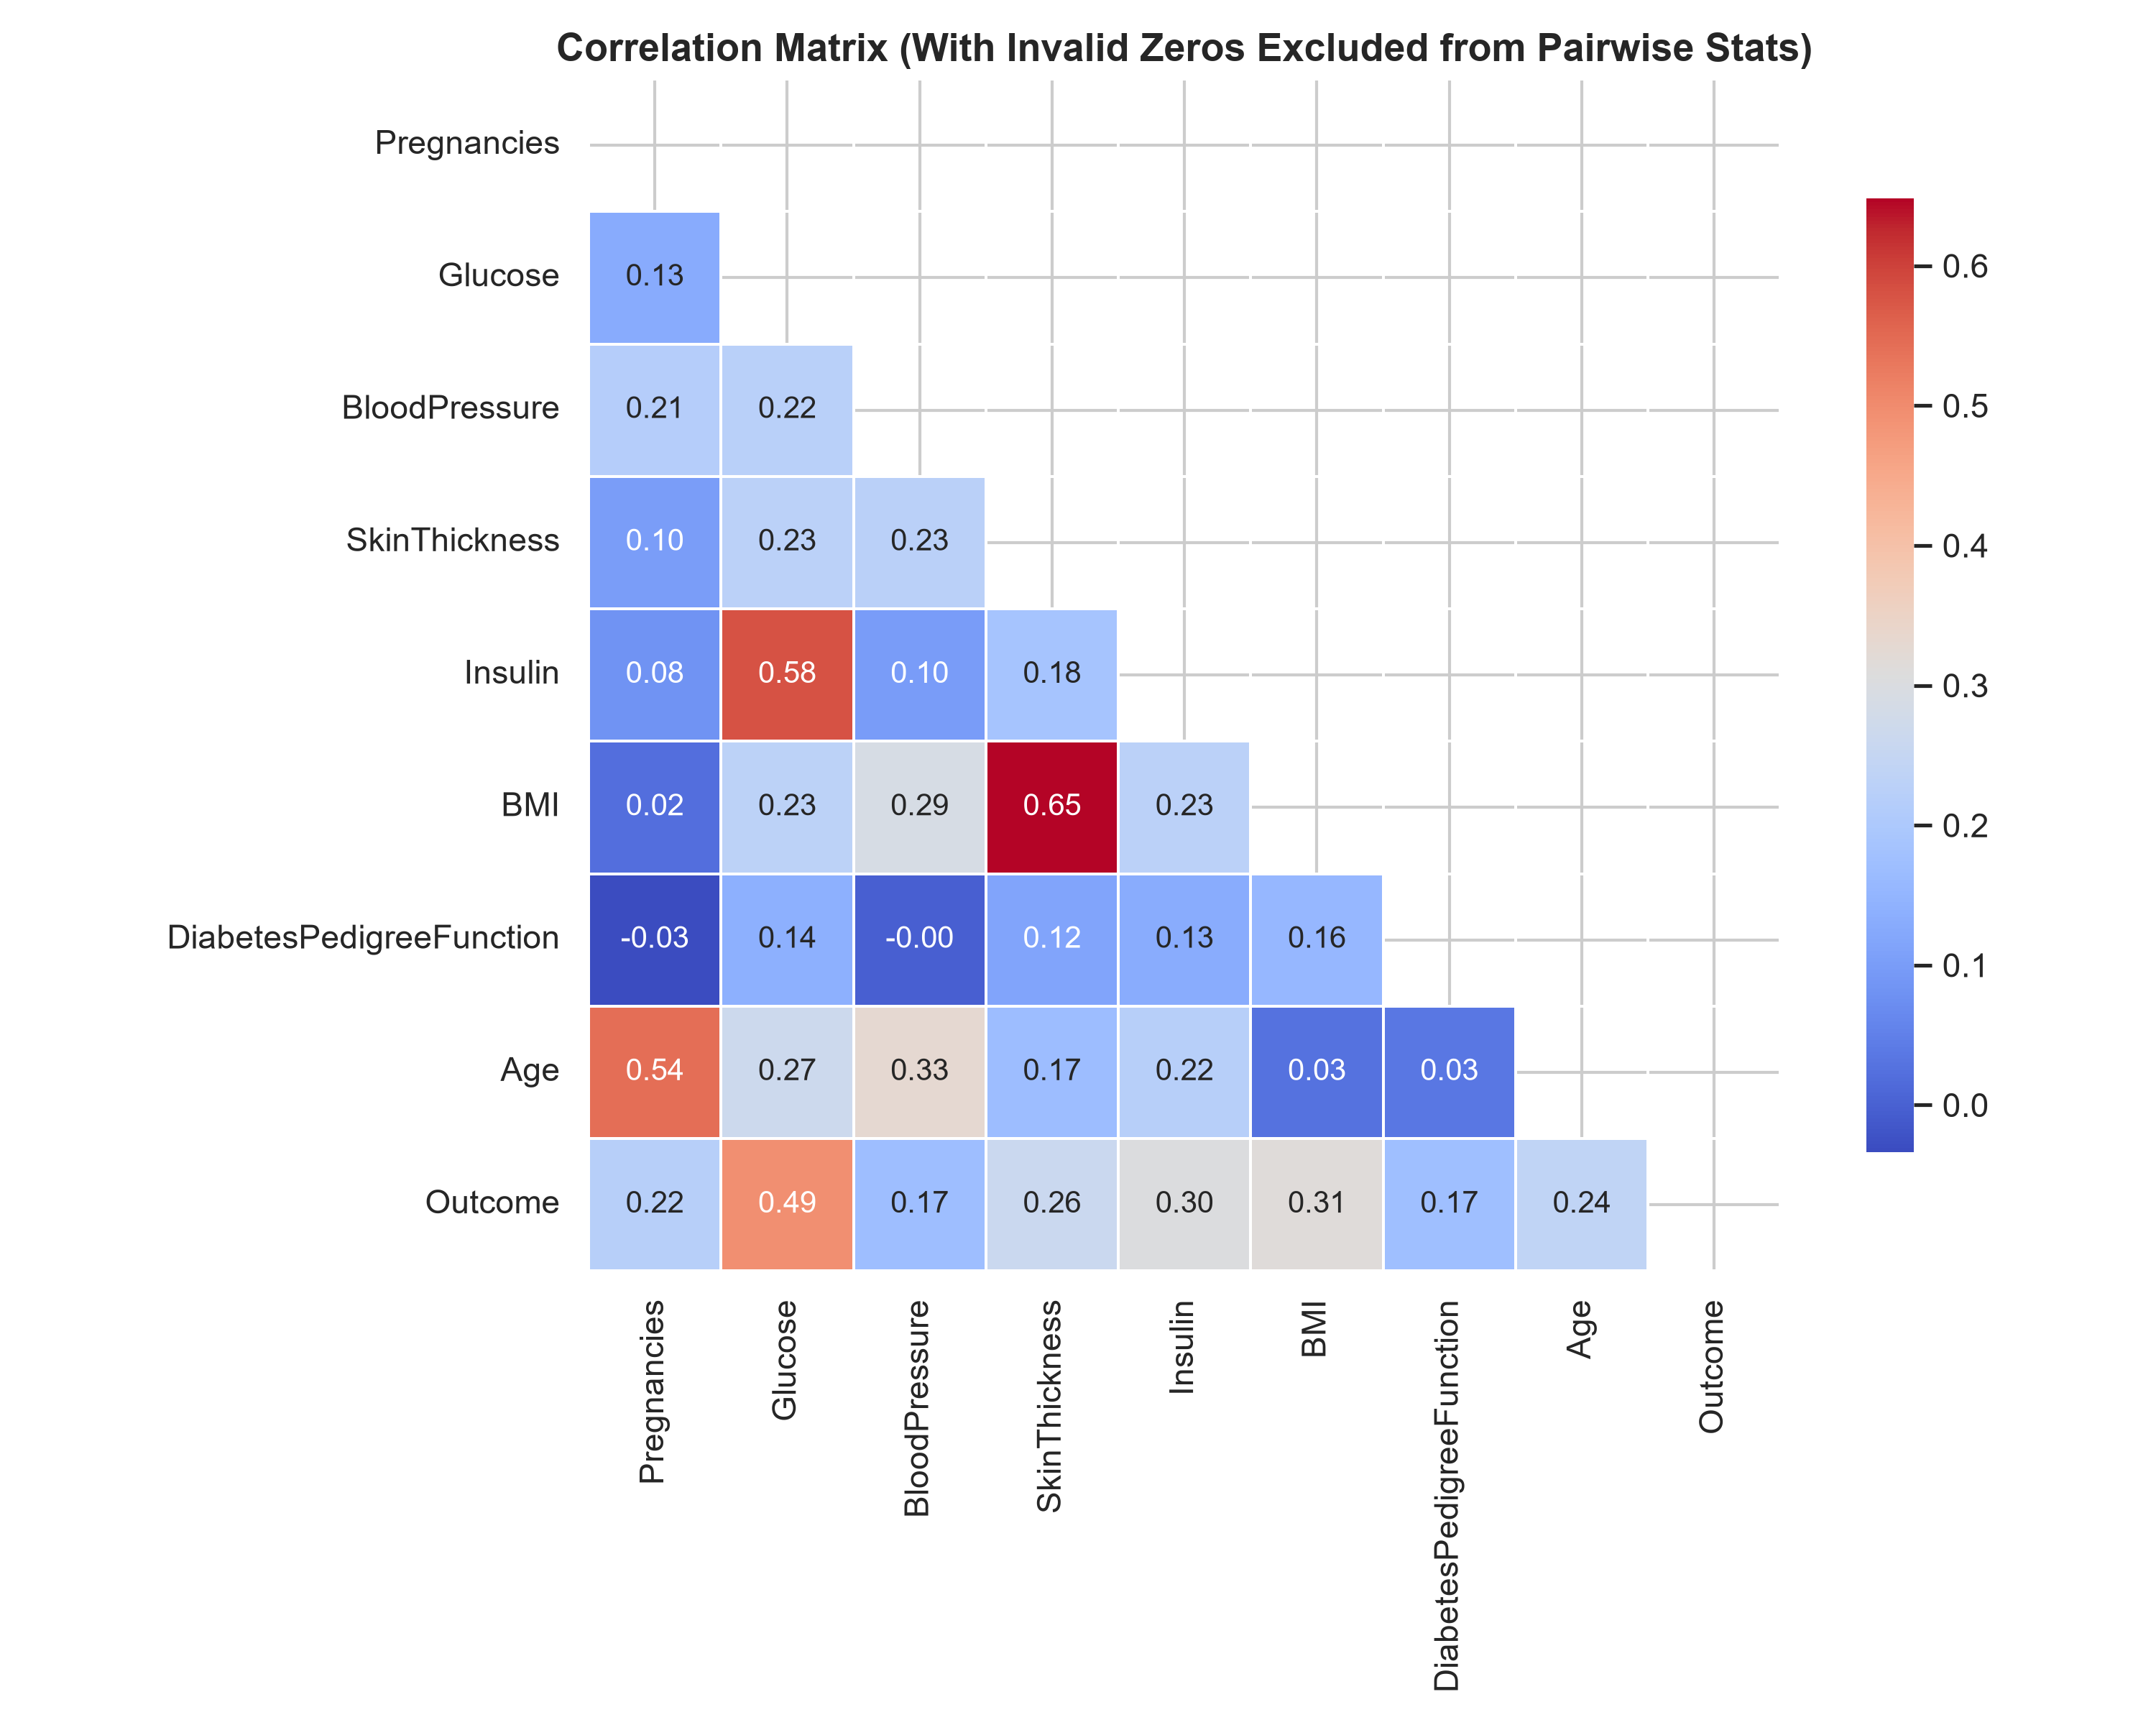 Correlation Matrix (With Invalid Zeros Excluded from Pairwise Stats)
Pregnancies
Glucose 0.13
BloodPressure 0.21 0.22
SkinThickness 0.10 0.23 0.23
Insulin 0.08 0.58 0.10 0.18
BMI 0.02 0.23 0.29 0.65 0.23
DiabetesPedigreeFunction -0.03 0.14 -0.00 0.12 0.13 0.16
Age 0.54 0.27 0.33 0.17 0.22 0.03 0.03
Outcome 0.22 0.49 0.17 0.26 0.30 0.31 0.17 0.24
Pregnancies
Glucose
BloodPressure
SkinThickness
Insulin
BMI
DiabetesPedigreeFunction
Age
Outcome
0.6
0.5
0.4
0.3
0.2
0.1
0.0